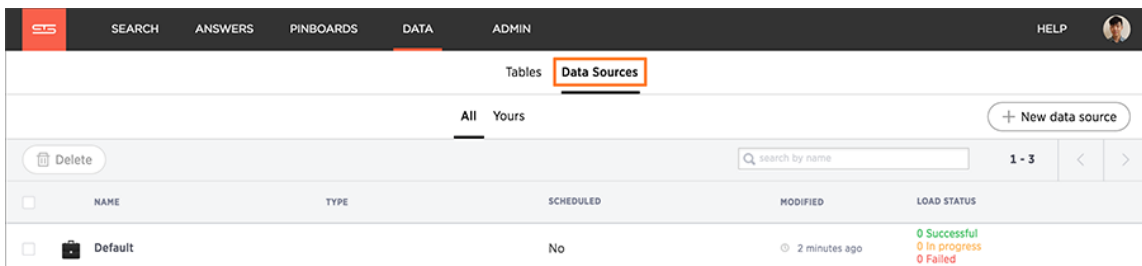 STS SEARCH ANSWERS PINBOARDS DATA ADMIN HELP
Tables Data Sources
All Yours + New data source
Delete search by name 1 - 3 < >
NAME TYPE SCHEDULED MODIFIED LOAD STATUS
Default No 2 minutes ago 0 Successful
0 In progress
0 Failed